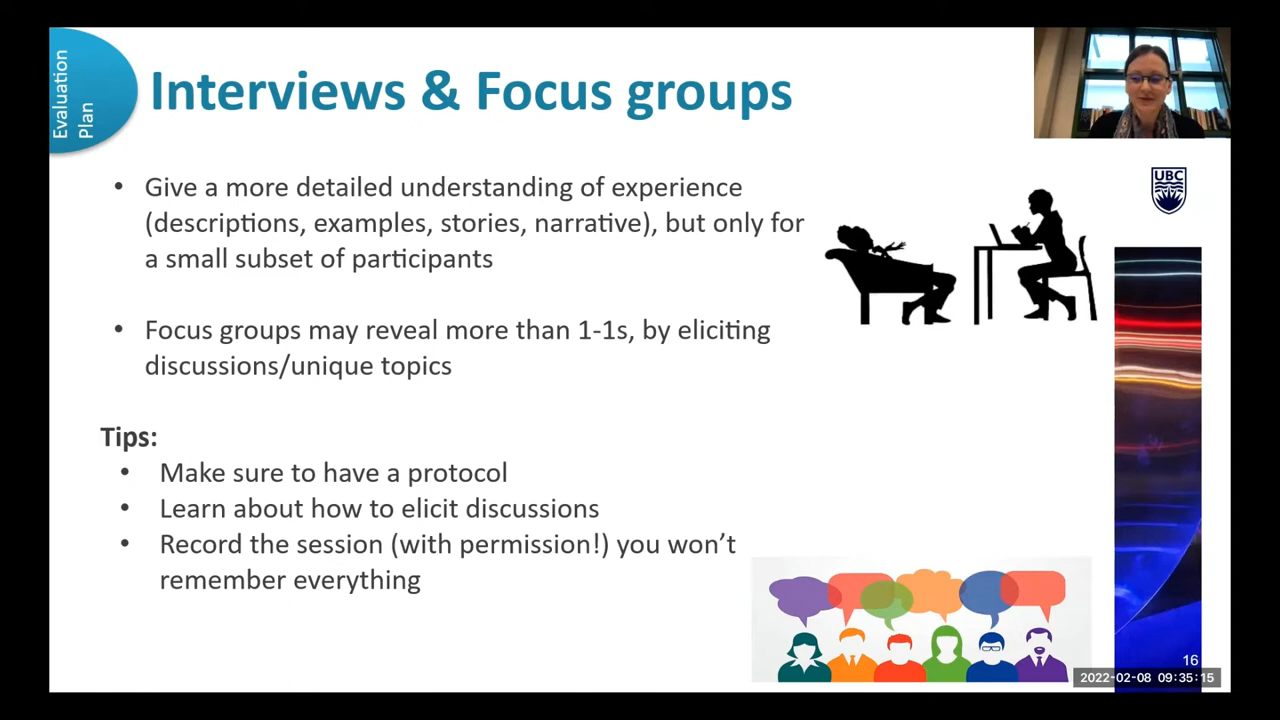 Evaluation
Plan
Interviews & Focus groups
• Give a more detailed understanding of experience
(descriptions, examples, stories, narrative), but only for
a small subset of participants
• Focus groups may reveal more than 1-1s, by eliciting
discussions/unique topics
Tips:
• Make sure to have a protocol
• Learn about how to elicit discussions
• Record the session (with permission!) you won’t
remember everything
UBC
16
2022-02-08 09:35:15